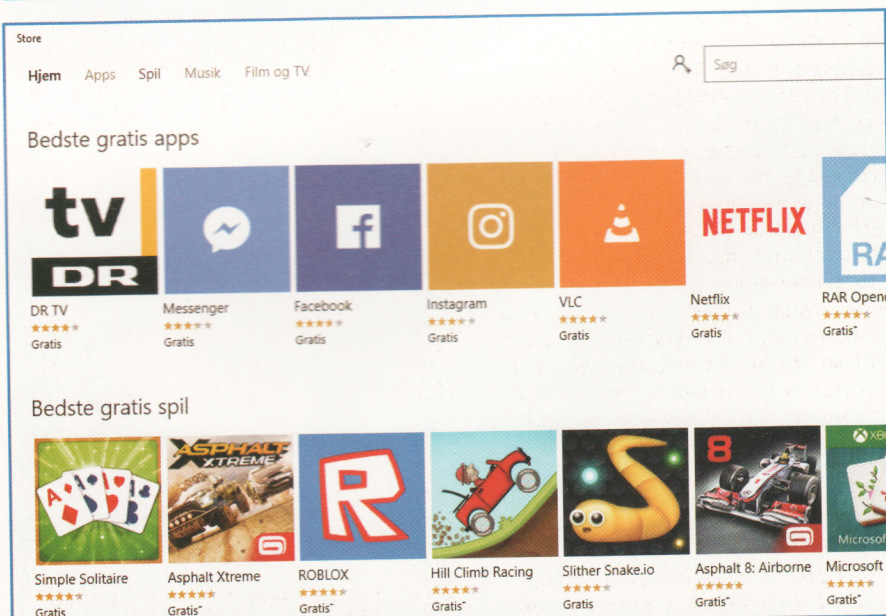 Store
Hjem Apps Spil Musik Film og TV
Søg
Bedste gratis apps
tv
DR
NETFLIX
DR TV Messenger Facebook Instagram VLC Netflix RAR
Gratis Gratis Gratis Gratis Gratis Gratis Gratis*
Bedste gratis spil
ASPHALT
XTREME
R
8
Microsoft
Simple Solitaire Asphalt Xtreme ROBLOX Hill Climb Racing Slither Snake.io Asphalt 8: Airborne Microsoft
Gratis Gratis* Gratis* Gratis* Gratis Gratis* Gratis*